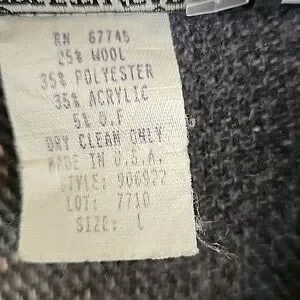 RN 67745
25% WOOL
35% POLYESTER
35% ACRYLIC
5% O.F
DRY CLEAN ONLY
MADE IN U.S.A.
STYLE: 906922
LOT: 7710
SIZE: L